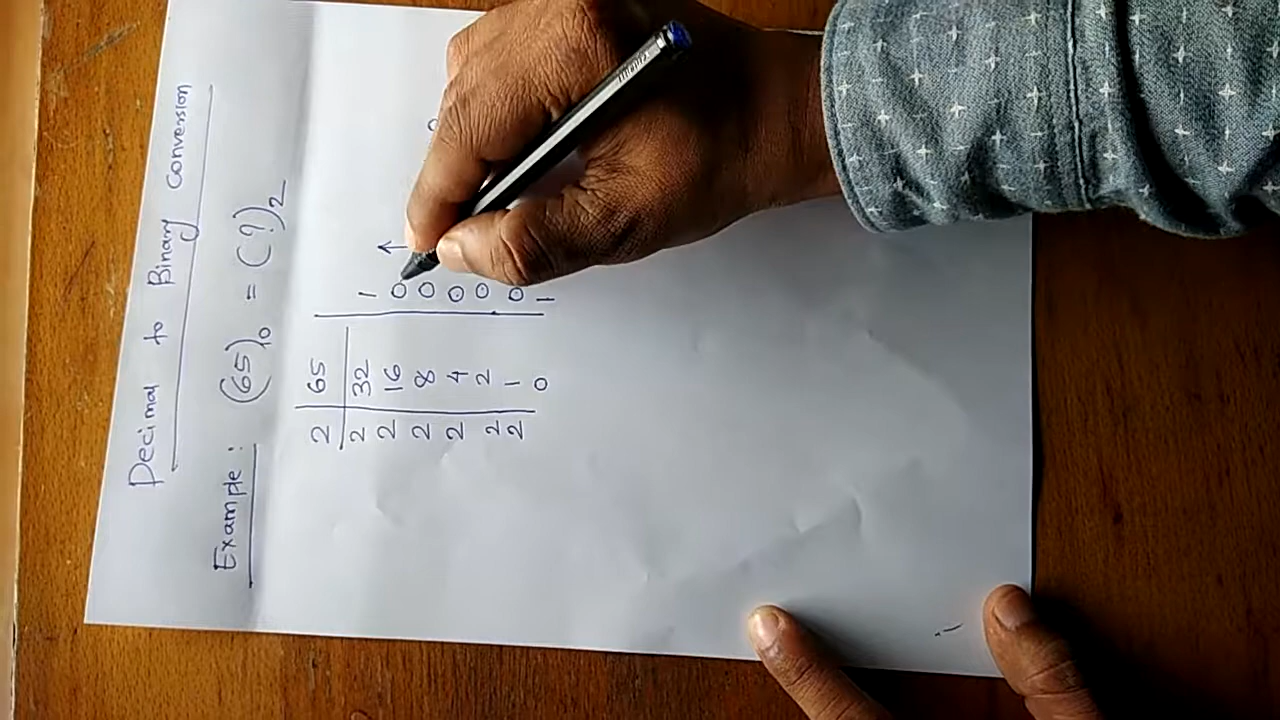 Decimal to Binary Conversion
Example : (65)10 = (?)2
2 65
2 32 1
2 16 0
2 8 0
2 4 0
2 2 0
2 1 0
0 1